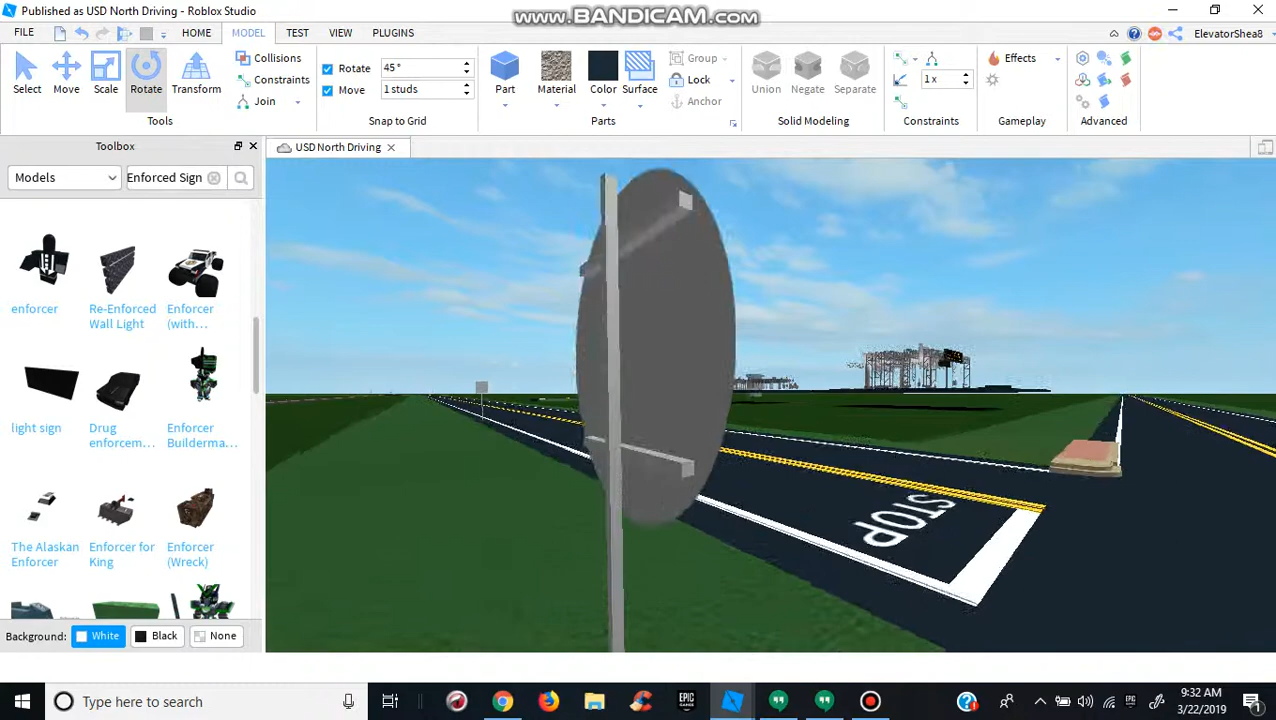 Published as USD North Driving - Roblox Studio
www.BANDICAM.com
FILE HOME MODEL TEST VIEW PLUGINS
ElevatorShea8
Select Move Scale Rotate Transform
Collisions
Constraints
Join
Tools
Rotate 45°
Move 1 studs
Snap to Grid
Part Material Color Surface
Group
Lock
Anchor
Parts
Union Negate Separate
Solid Modeling
1 x
Constraints
Effects
Gameplay
Advanced
Toolbox
USD North Driving
Models
Enforced Sign
enforcer
Re-Enforced
Wall Light
Enforcer
(with...
light sign
Drug
enforcem...
Enforcer
Builderma...
The Alaskan
Enforcer
Enforcer for
King
Enforcer
(Wreck)
STOP
Background: White Black None
Type here to search
EPIC
GAMES
9:32 AM
3/22/2019